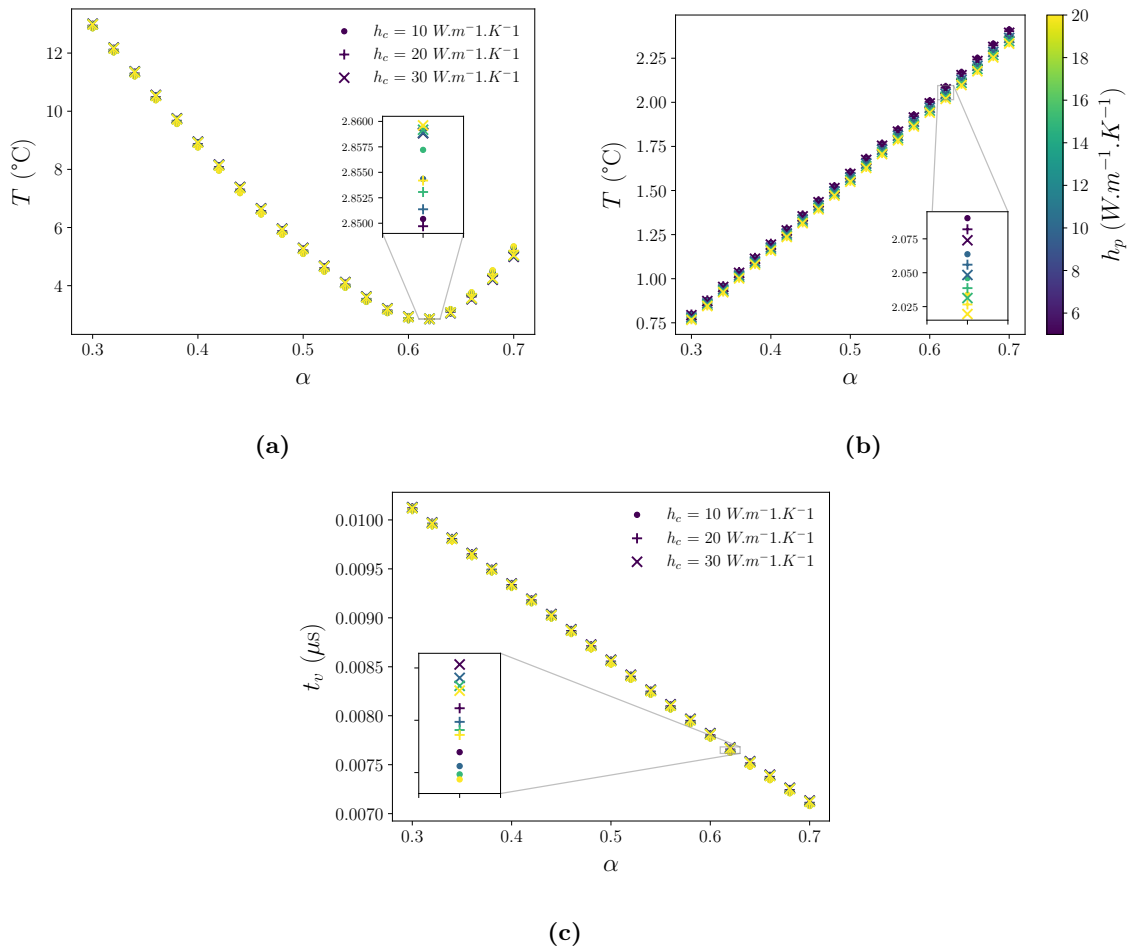 T (°C)
12
10
8
6
4
h_c = 10 W.m^−1.K^−1
h_c = 20 W.m^−1.K^−1
h_c = 30 W.m^−1.K^−1
2.8600
2.8575
2.8550
2.8525
2.8500
0.3 0.4 0.5 0.6 0.7
α
(a)
T (°C)
2.25
2.00
1.75
1.50
1.25
1.00
0.75
2.075
2.050
2.025
0.3 0.4 0.5 0.6 0.7
α
20
18
16
14
12
10
8
6
h_p (W.m^−1.K^−1)
(b)
t_v (μs)
0.0100
0.0095
0.0090
0.0085
0.0080
0.0075
0.0070
h_c = 10 W.m^−1.K^−1
h_c = 20 W.m^−1.K^−1
h_c = 30 W.m^−1.K^−1
0.3 0.4 0.5 0.6 0.7
α
(c)